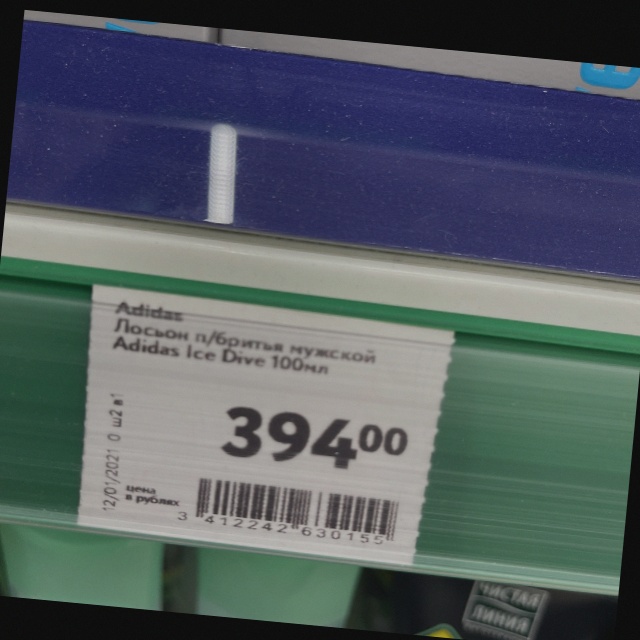 Adidas
Лосьон п/бритья мужской
Adidas Ice Dive 100мл
394 00
12/01/2021 0 ш2 в1
цена
в рублях
3 412242 630155
ЧИСТАЯ
ЛИНИЯ